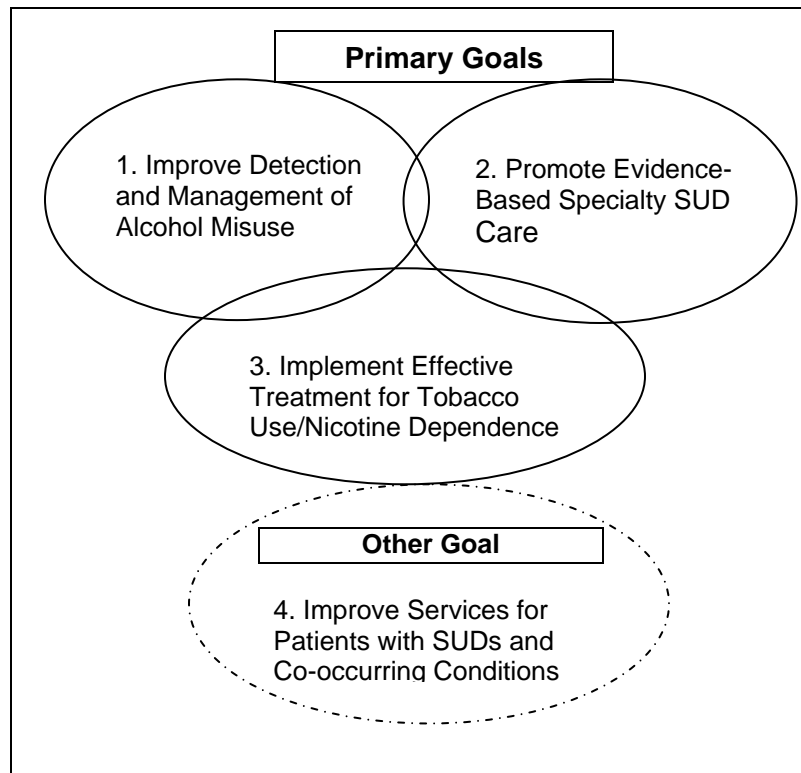 Primary Goals
1. Improve Detection
and Management of
Alcohol Misuse
2. Promote Evidence-
Based Specialty SUD
Care
3. Implement Effective
Treatment for Tobacco
Use/Nicotine Dependence
Other Goal
4. Improve Services for
Patients with SUDs and
Co-occurring Conditions